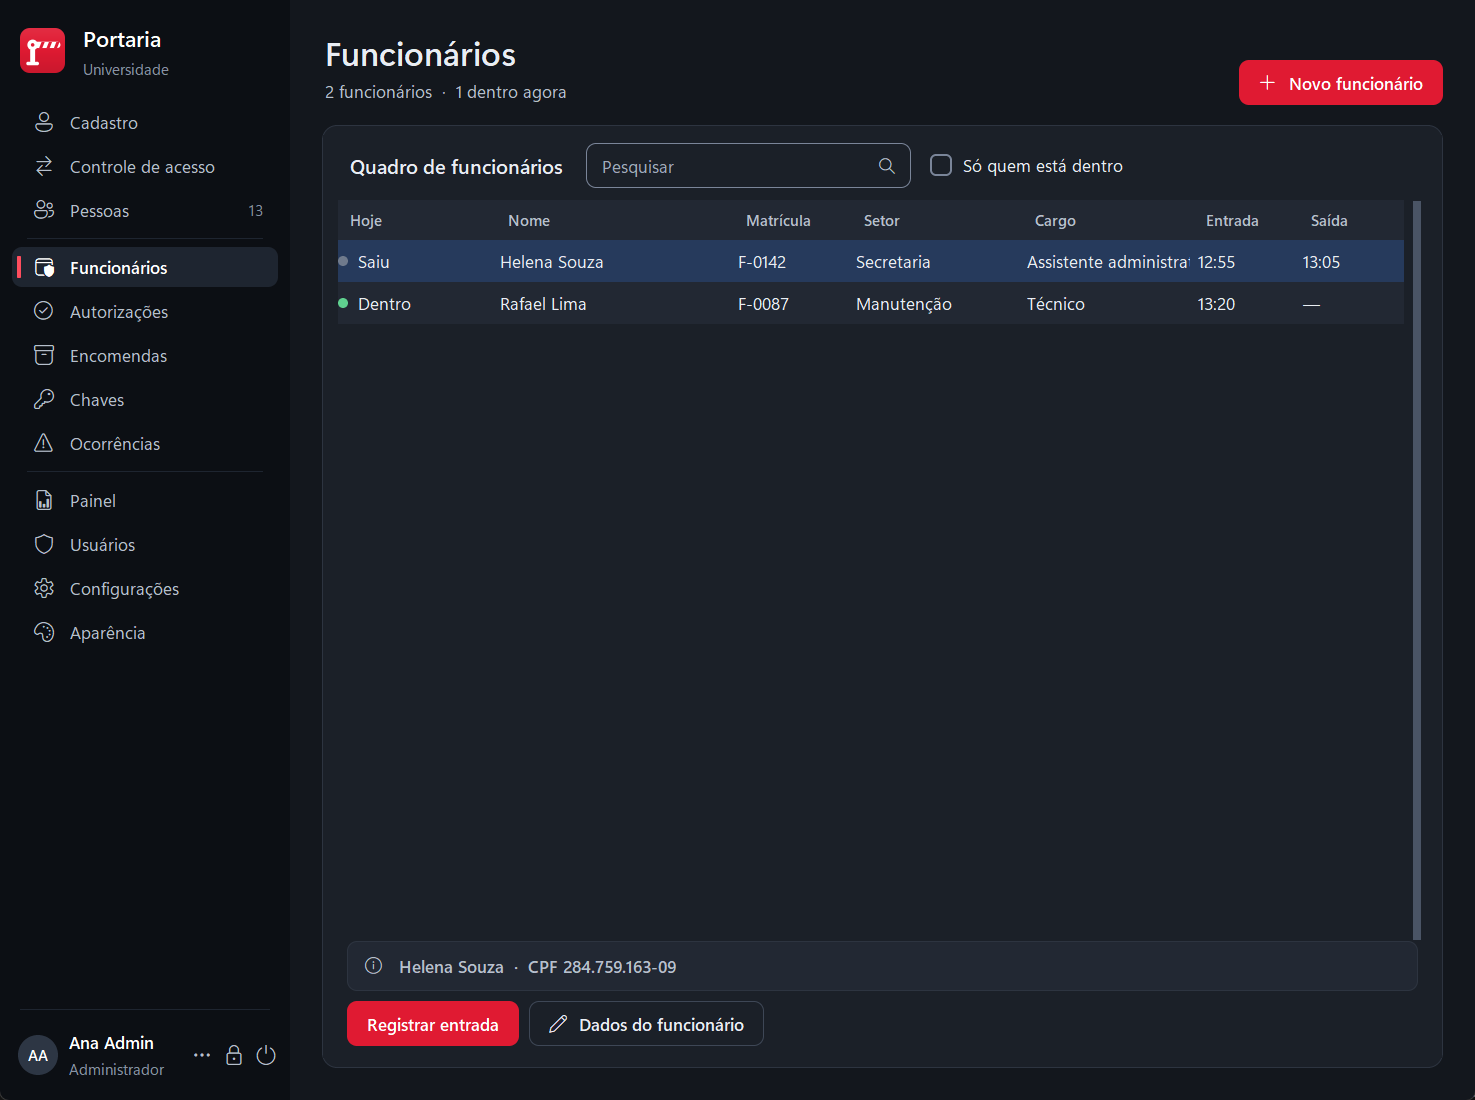 Portaria
Universidade
Cadastro
Controle de acesso
Pessoas 13
Funcionários
Autorizações
Encomendas
Chaves
Ocorrências
Painel
Usuários
Configurações
Aparência
AA
Ana Admin
Administrador
Funcionários
2 funcionários · 1 dentro agora
Novo funcionário
Quadro de funcionários
Pesquisar
Só quem está dentro
Hoje Nome Matrícula Setor Cargo Entrada Saída
Saiu Helena Souza F-0142 Secretaria Assistente administra 12:55 13:05
Dentro Rafael Lima F-0087 Manutenção Técnico 13:20 —
Helena Souza · CPF 284.759.163-09
Registrar entrada
Dados do funcionário